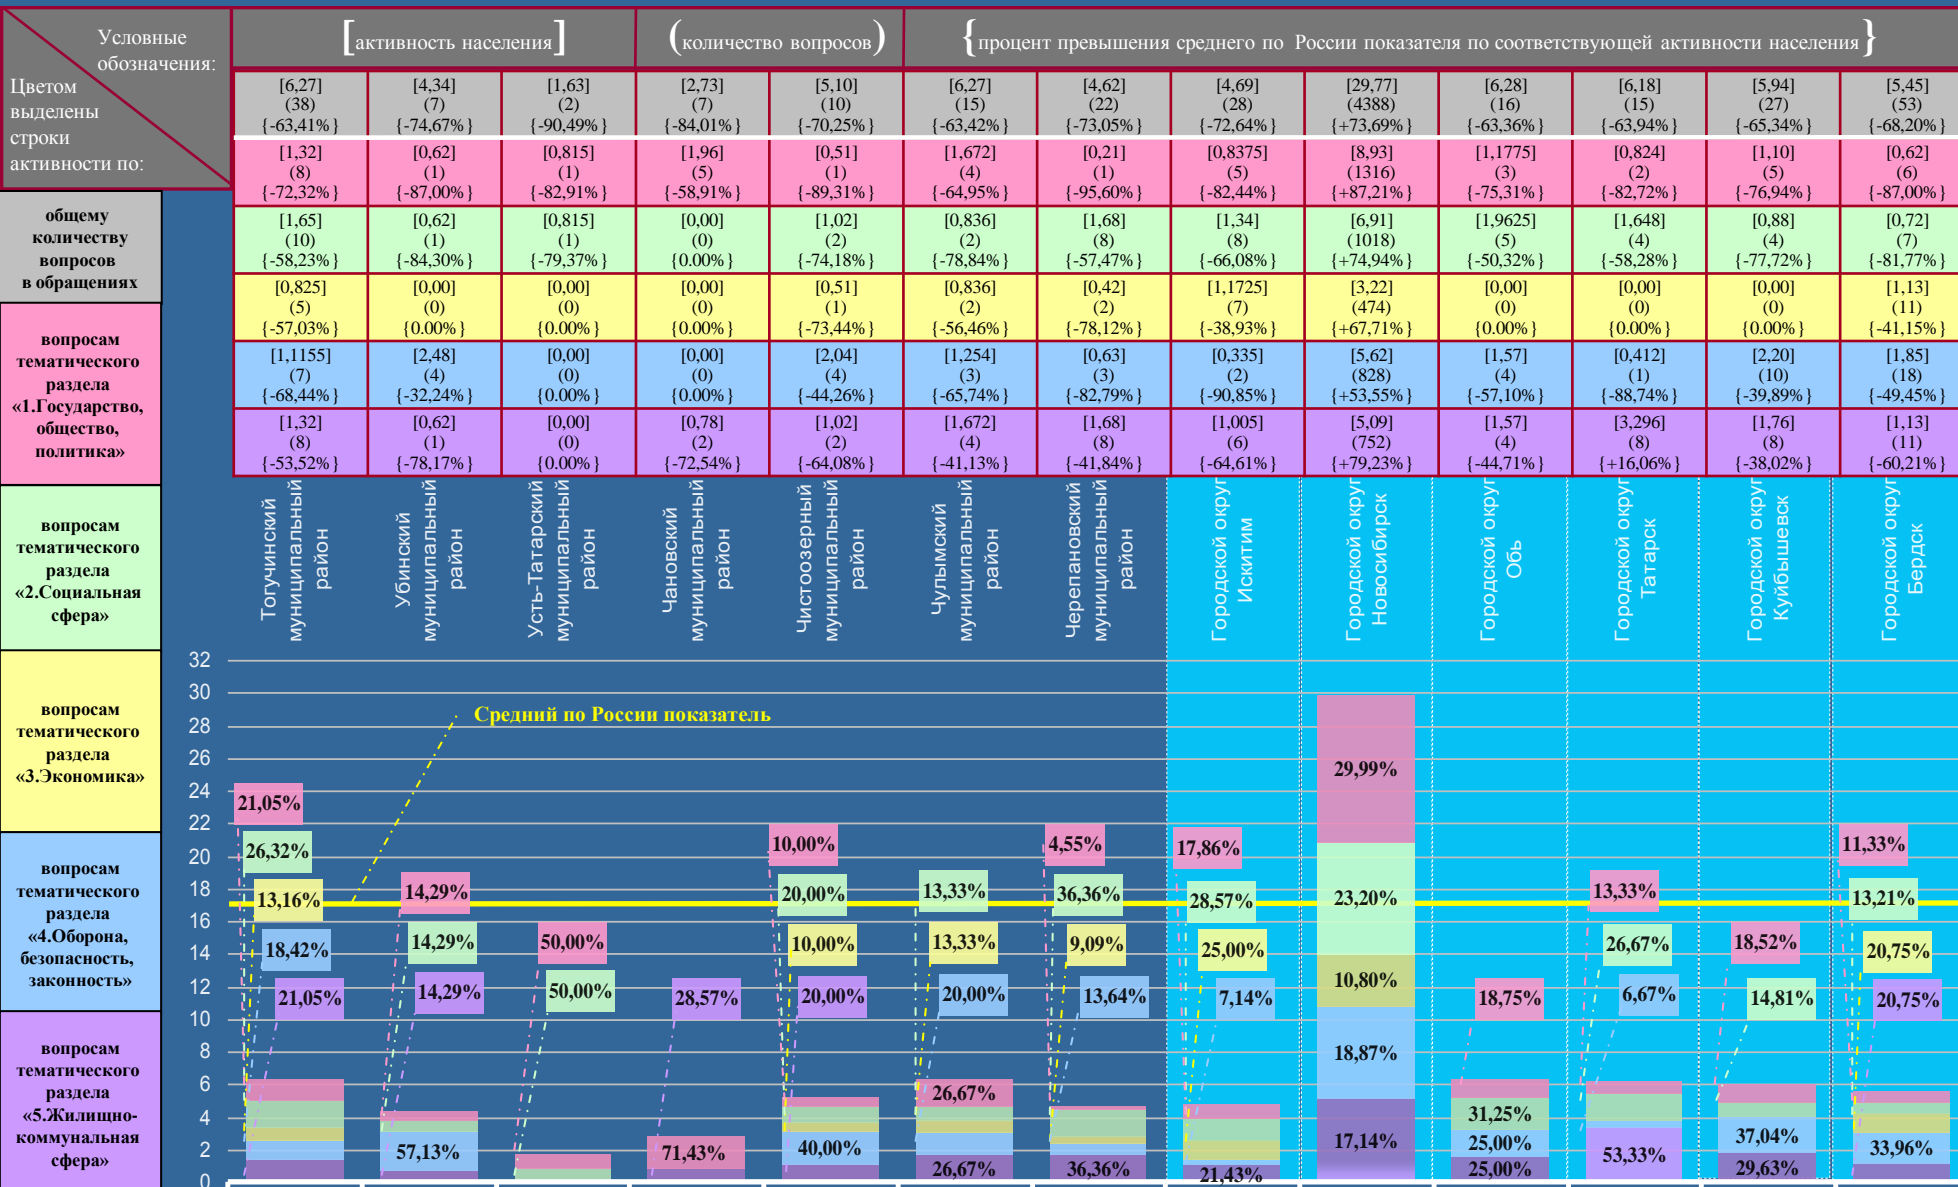 Условные
обозначения:
Цветом
выделены
строки
активности по:
[активность населения]
(количество вопросов)
{процент превышения среднего по России показателя по соответствующей активности населения}
[6,27] [4,34] [1,63] [2,73] [5,10] [6,27] [4,62] [4,69] [29,77] [6,28] [6,18] [5,94] [5,45]
(38) (7) (2) (7) (10) (15) (22) (28) (4388) (16) (15) (27) (53)
{-63,41%} {-74,67%} {-90,49%} {-84,01%} {-70,25%} {-63,42%} {-73,05%} {-72,64%} {+73,69%} {-63,36%} {-63,94%} {-65,34%} {-68,20%}
[1,32] [0,62] [0,815] [1,96] [0,51] [1,672] [0,21] [0,8375] [8,93] [1,1775] [0,824] [1,10] [0,62]
(8) (1) (1) (5) (1) (4) (1) (5) (1316) (3) (2) (5) (6)
{-72,32%} {-87,00%} {-82,91%} {-58,91%} {-89,31%} {-64,95%} {-95,60%} {-82,44%} {+87,21%} {-75,31%} {-82,72%} {-76,94%} {-87,00%}
[1,65] [0,62] [0,815] [0,00] [1,02] [0,836] [1,68] [1,34] [6,91] [1,9625] [1,648] [0,88] [0,72]
(10) (1) (1) (0) (2) (2) (8) (8) (1018) (5) (4) (4) (7)
{-58,23%} {-84,30%} {-79,37%} {0.00%} {-74,18%} {-78,84%} {-57,47%} {-66,08%} {+74,94%} {-50,32%} {-58,28%} {-77,72%} {-81,77%}
[0,825] [0,00] [0,00] [0,00] [0,51] [0,836] [0,42] [1,1725] [3,22] [0,00] [0,00] [0,00] [1,13]
(5) (0) (0) (0) (1) (2) (2) (7) (474) (0) (0) (0) (11)
{-57,03%} {0.00%} {0.00%} {0.00%} {-73,44%} {-56,46%} {-78,12%} {-38,93%} {+67,71%} {0.00%} {0.00%} {0.00%} {-41,15%}
[1,1155] [2,48] [0,00] [0,00] [2,04] [1,254] [0,63] [0,335] [5,62] [1,57] [0,412] [2,20] [1,85]
(7) (4) (0) (0) (4) (3) (3) (2) (828) (4) (1) (10) (18)
{-68,44%} {-32,24%} {0.00%} {0.00%} {-44,26%} {-65,74%} {-82,79%} {-90,85%} {+53,55%} {-57,10%} {-88,74%} {-39,89%} {-49,45%}
[1,32] [0,62] [0,00] [0,78] [1,02] [1,672] [1,68] [1,005] [5,09] [1,57] [3,296] [1,76] [1,13]
(8) (1) (0) (2) (2) (4) (8) (6) (752) (4) (8) (8) (11)
{-53,52%} {-78,17%} {0.00%} {-72,54%} {-64,08%} {-41,13%} {-41,84%} {-64,61%} {+79,23%} {-44,71%} {+16,06%} {-38,02%} {-60,21%}
общему
количеству
вопросов
в обращениях
вопросам
тематического
раздела
«1.Государство,
общество,
политика»
вопросам
тематического
раздела
«2.Социальная
сфера»
вопросам
тематического
раздела
«3.Экономика»
вопросам
тематического
раздела
«4.Оборона,
безопасность,
законность»
вопросам
тематического
раздела
«5.Жилищно-
коммунальная
сфера»
Тогучинский
муниципальный
район
Убинский
муниципальный
район
Усть-Татарский
муниципальный
район
Чановский
муниципальный
район
Чистоозерный
муниципальный
район
Чулымский
муниципальный
район
Черепановский
муниципальный
район
Городской округ
Искитим
Городской округ
Новосибирск
Городской округ
Обь
Городской округ
Татарск
Городской округ
Куйбышевск
Городской округ
Бердск
32
30
28
26
24
22
20
18
16
14
12
10
8
6
4
2
0
Средний по России показатель
21,05%
26,32%
13,16%
18,42%
21,05%
14,29%
14,29%
14,29%
57,13%
50,00%
50,00%
28,57%
71,43%
10,00%
20,00%
10,00%
20,00%
40,00%
13,33%
13,33%
20,00%
26,67%
26,67%
4,55%
36,36%
9,09%
13,64%
36,36%
17,86%
28,57%
25,00%
7,14%
21,43%
29,99%
23,20%
10,80%
18,87%
17,14%
18,75%
31,25%
25,00%
25,00%
13,33%
26,67%
6,67%
53,33%
18,52%
14,81%
37,04%
29,63%
11,33%
13,21%
20,75%
20,75%
33,96%